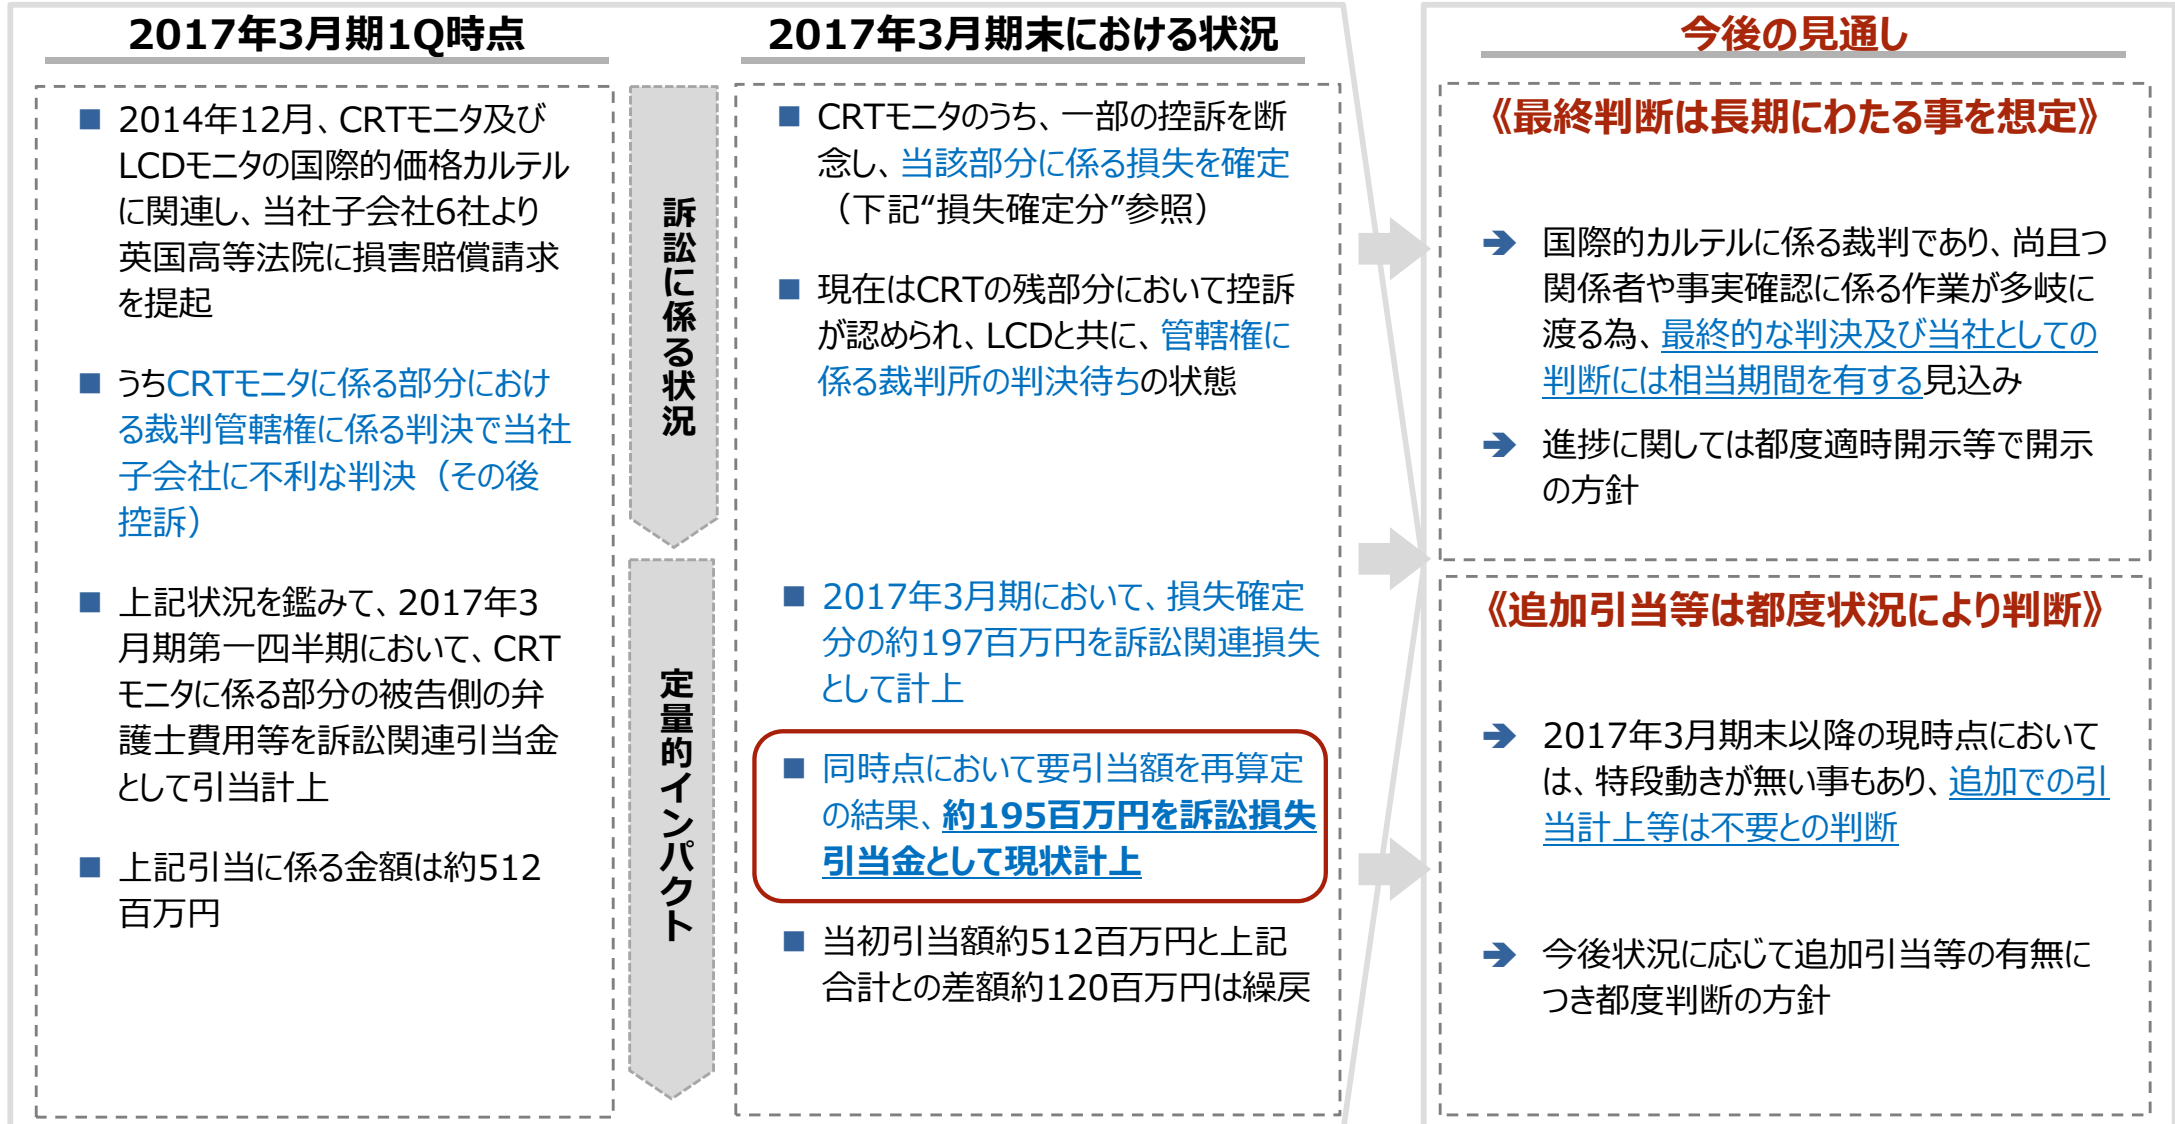 2017年3月期1Q時点
■ 2014年12月、CRTモニタ及び
LCDモニタの国際的価格カルテル
に関連し、当社子会社6社より
英国高等法院に損害賠償請求
を提起
■ うちCRTモニタに係る部分におけ
る裁判管轄権に係る判決で当社
子会社に不利な判決（その後
控訴）
■ 上記状況を鑑みて、2017年3
月期第一四半期において、CRT
モニタに係る部分の被告側の弁
護士費用等を訴訟関連引当金
として引当計上
■ 上記引当に係る金額は約512
百万円
訴訟に係る状況
定量的インパクト
2017年3月期末における状況
■ CRTモニタのうち、一部の控訴を断
念し、当該部分に係る損失を確定
（下記“損失確定分”参照）
■ 現在はCRTの残部分において控訴
が認められ、LCDと共に、管轄権に
係る裁判所の判決待ちの状態
■ 2017年3月期において、損失確定
分の約197百万円を訴訟関連損失
として計上
■ 同時点において要引当額を再算定
の結果、約195百万円を訴訟損失
引当金として現状計上
■ 当初引当額約512百万円と上記
合計との差額約120百万円は繰戻
今後の見通し
《最終判断は長期にわたる事を想定》
➔ 国際的カルテルに係る裁判であり、尚且つ
関係者や事実確認に係る作業が多岐に
渡る為、最終的な判決及び当社としての
判断には相当期間を有する見込み
➔ 進捗に関しては都度適時開示等で開示
の方針
《追加引当等は都度状況により判断》
➔ 2017年3月期末以降の現時点において
は、特段動きが無い事もあり、追加での引
当計上等は不要との判断
➔ 今後状況に応じて追加引当等の有無に
つき都度判断の方針